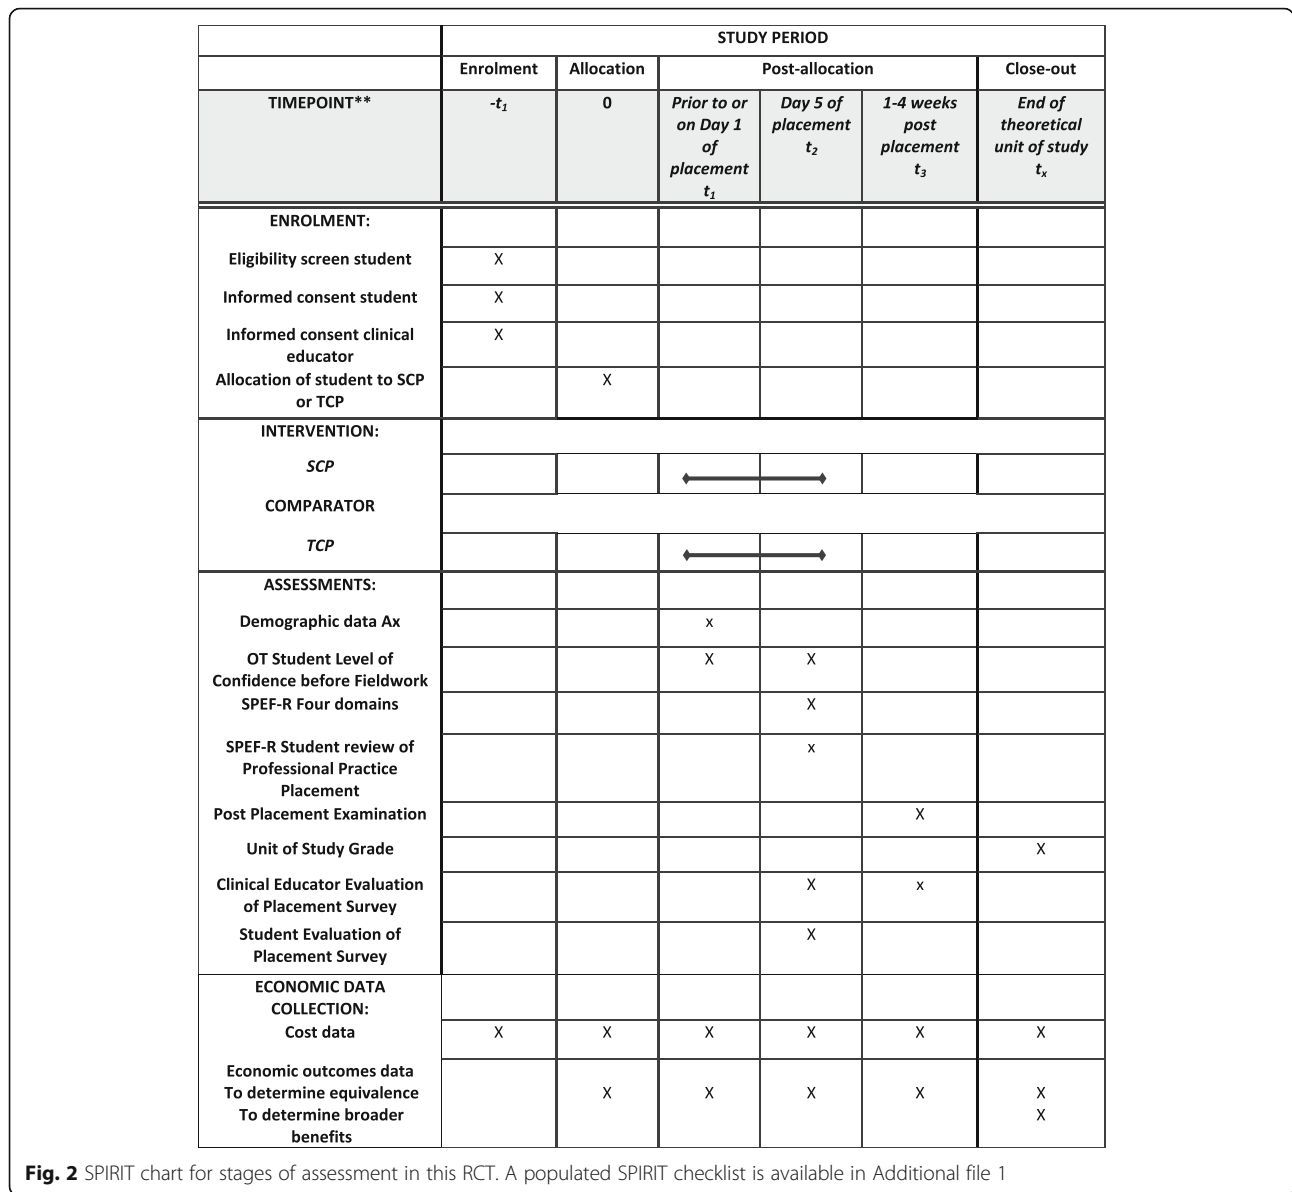 STUDY PERIOD
Enrolment Allocation Post-allocation Close-out
TIMEPOINT** -t1 0 Prior to or Day 5 of 1-4 weeks End of
on Day 1 placement post theoretical
of t2 placement unit of study
placement t3 tx
t1
ENROLMENT:
Eligibility screen student X
Informed consent student X
Informed consent clinical X
educator
Allocation of student to SCP X
or TCP
INTERVENTION:
SCP
COMPARATOR
TCP
ASSESSMENTS:
Demographic data Ax x
OT Student Level of X X
Confidence before Fieldwork
SPEF-R Four domains X
SPEF-R Student review of x
Professional Practice
Placement
Post Placement Examination X
Unit of Study Grade X
Clinical Educator Evaluation X x
of Placement Survey
Student Evaluation of X
Placement Survey
ECONOMIC DATA
COLLECTION:
Cost data X X X X X X
Economic outcomes data
To determine equivalence X X X X X
To determine broader X
benefits
Fig. 2 SPIRIT chart for stages of assessment in this RCT. A populated SPIRIT checklist is available in Additional file 1